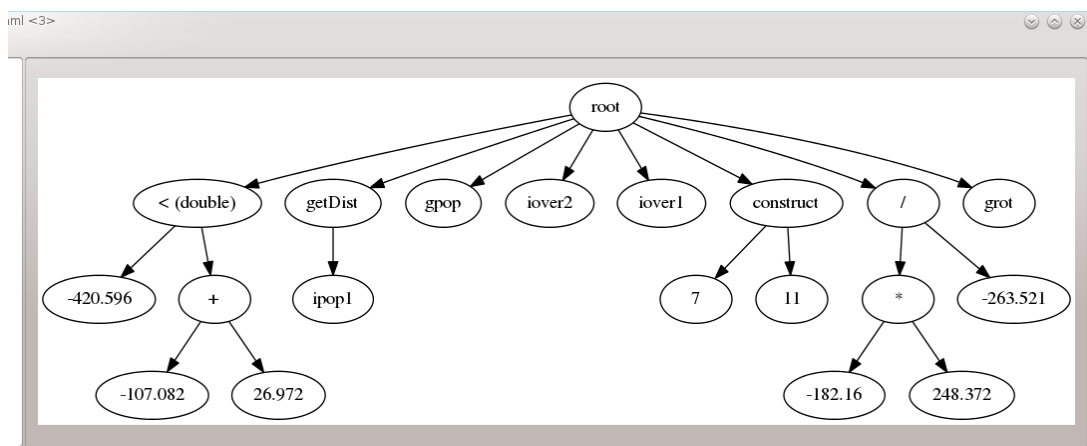 aml <3>
root
< (double)
getDist
gpop
iover2
iover1
construct
/
grot
-420.596
+
ipop1
7
11
*
-263.521
-107.082
26.972
-182.16
248.372